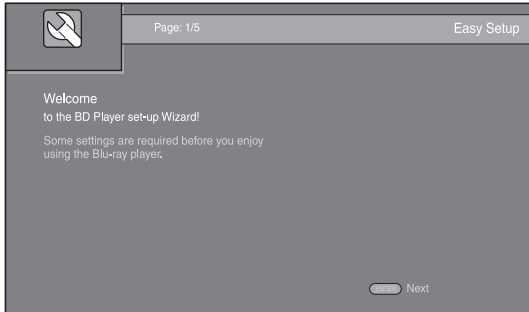 Page: 1/5
Easy Setup
Welcome
to the BD Player set-up Wizard!
Some settings are required before you enjoy
using the Blu-ray player.
ENTER Next